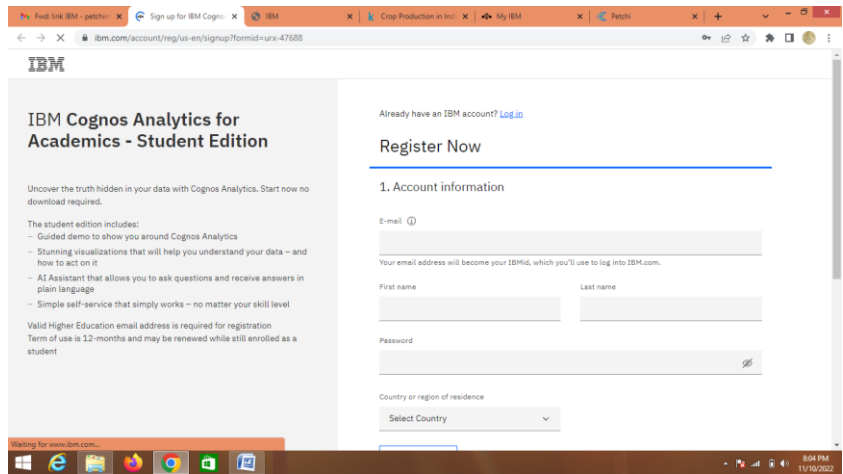 Fwd: link IBM - petchim
Sign up for IBM Cognos
IBM
Crop Production in Indi
My IBM
Petchi
ibm.com/account/reg/us-en/signup?formid=urx-47688
IBM
IBM Cognos Analytics for
Academics - Student Edition
Uncover the truth hidden in your data with Cognos Analytics. Start now no
download required.
The student edition includes:
– Guided demo to show you around Cognos Analytics
– Stunning visualizations that will help you understand your data – and
how to act on it
– AI Assistant that allows you to ask questions and receive answers in
plain language
– Simple self-service that simply works – no matter your skill level
Valid Higher Education email address is required for registration
Term of use is 12-months and may be renewed while still enrolled as a
student
Already have an IBM account? Log in
Register Now
1. Account information
E-mail
Your email address will become your IBMid, which you'll use to log into IBM.com.
First name
Last name
Password
Country or region of residence
Select Country
Waiting for www.ibm.com...
8:04 PM
11/10/2022